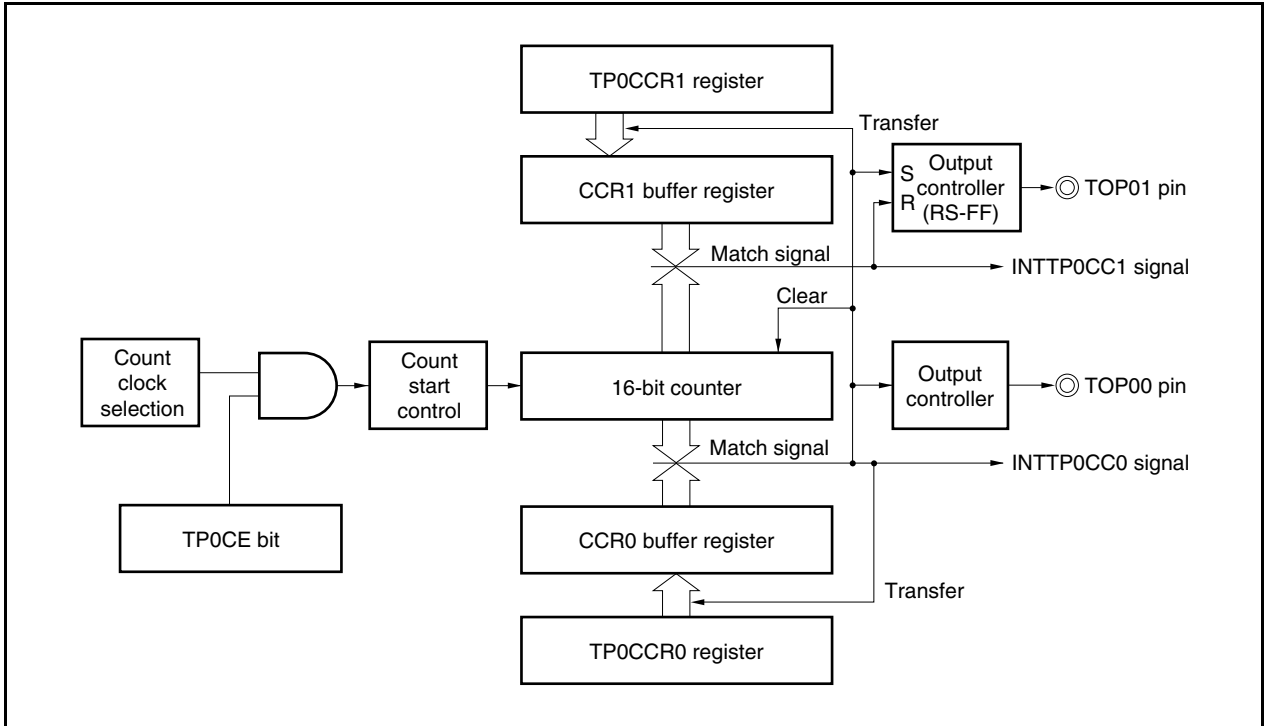 TP0CCR1 register
Transfer
CCR1 buffer register
S
R
Output
controller
(RS-FF)
TOP01 pin
Match signal
INTTP0CC1 signal
Clear
Count
clock
selection
Count
start
control
16-bit counter
Output
controller
TOP00 pin
Match signal
INTTP0CC0 signal
TP0CE bit
CCR0 buffer register
Transfer
TP0CCR0 register